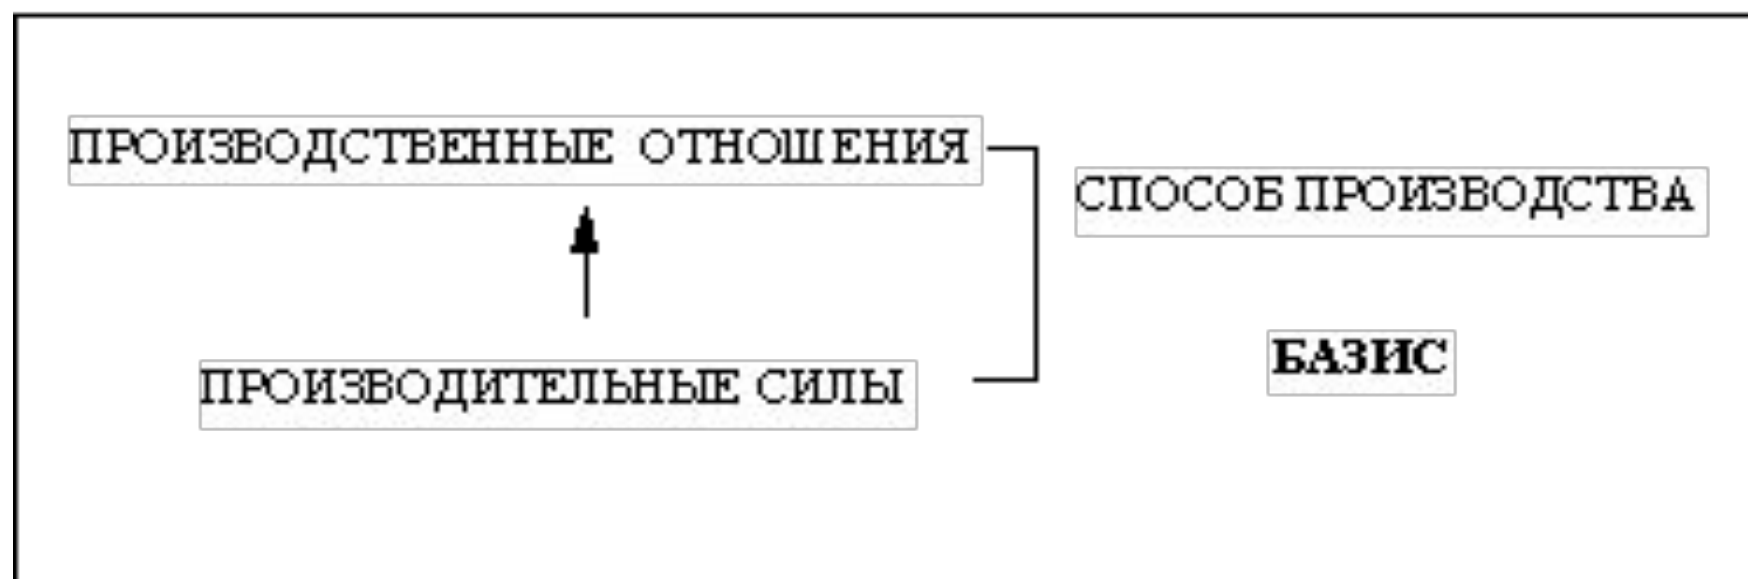 ПРОИЗВОДСТВЕННЫЕ ОТНОШЕНИЯ
СПОСОБ ПРОИЗВОДСТВА
БАЗИС
ПРОИЗВОДИТЕЛЬНЫЕ СИЛЫ